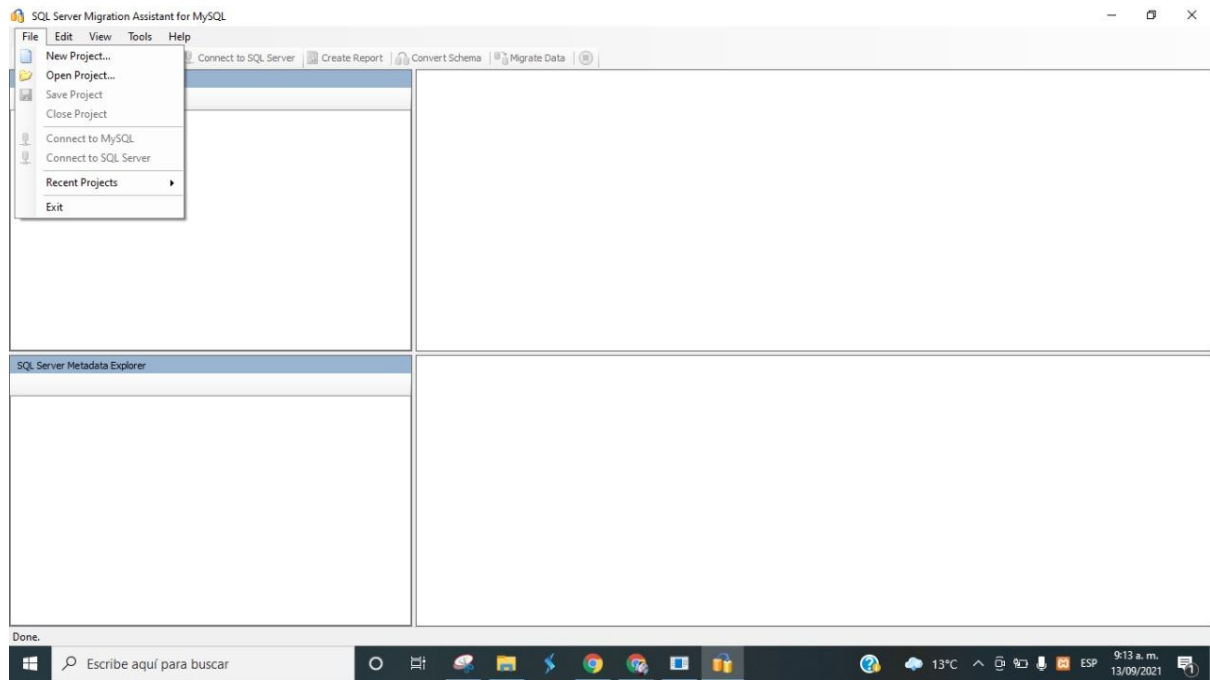 SQL Server Migration Assistant for MySQL
File Edit View Tools Help
New Project...
Connect to SQL Server Create Report Convert Schema Migrate Data
Open Project...
Save Project
Close Project
Connect to MySQL
Connect to SQL Server
Recent Projects
Exit
SQL Server Metadata Explorer
Done.
Escribe aquí para buscar
13°C ESP 9:13 a. m.
13/09/2021
1